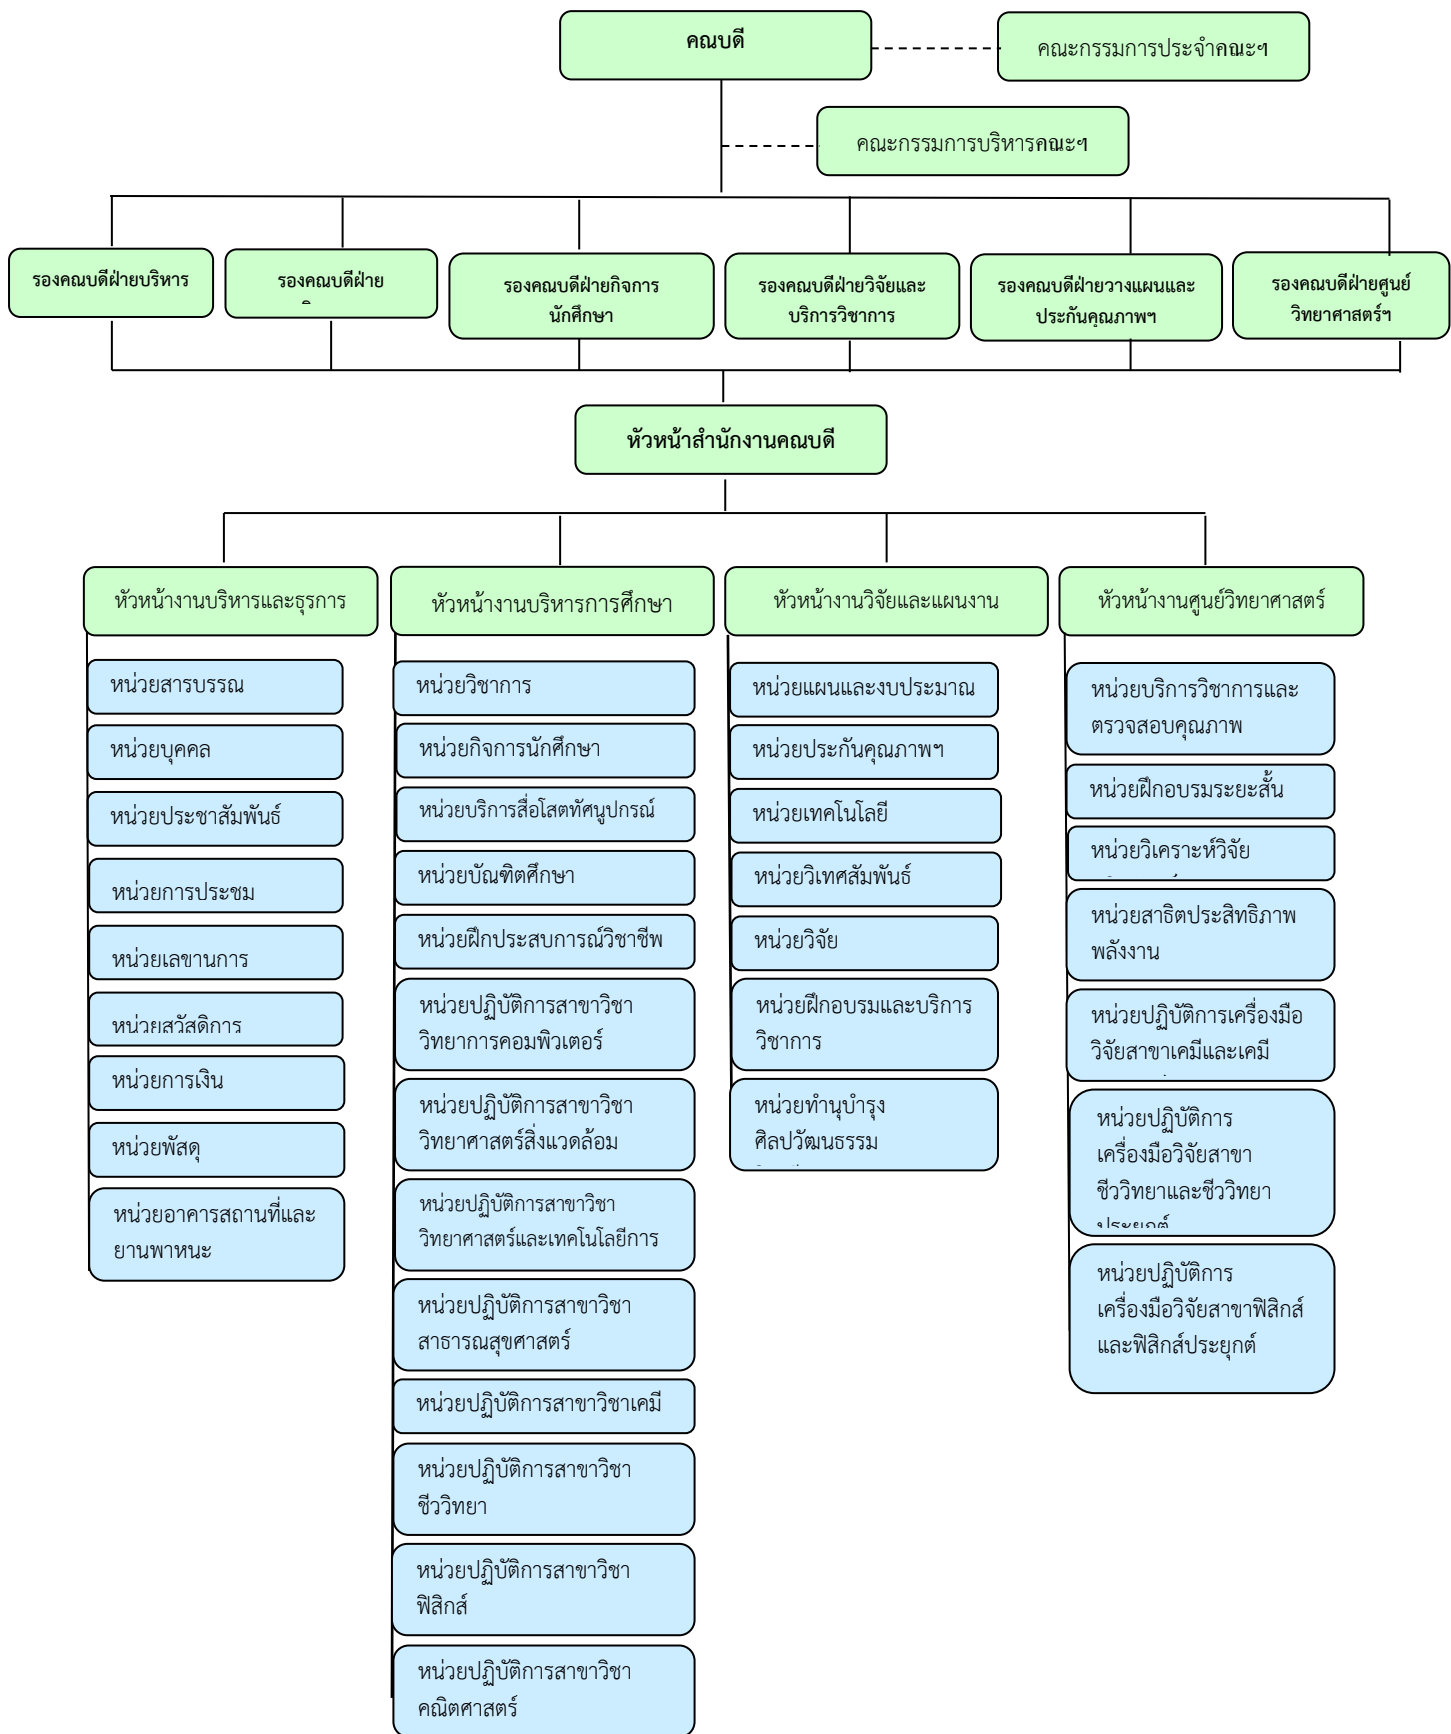 คณบดี
คณะกรรมการประจำคณะฯ
คณะกรรมการบริหารคณะฯ
รองคณบดีฝ่ายบริหาร
รองคณบดีฝ่าย
รองคณบดีฝ่ายกิจการ
นักศึกษา
รองคณบดีฝ่ายวิจัยและ
บริการวิชาการ
รองคณบดีฝ่ายวางแผนและ
ประกันคุณภาพฯ
รองคณบดีฝ่ายศูนย์
วิทยาศาสตร์ฯ
หัวหน้าสำนักงานคณบดี
หัวหน้างานบริหารและธุรการ
หน่วยสารบรรณ
หน่วยบุคคล
หน่วยประชาสัมพันธ์
หน่วยการประชม
หน่วยเลขานการ
หน่วยสวัสดิการ
หน่วยการเงิน
หน่วยพัสดุ
หน่วยอาคารสถานที่และ
ยานพาหนะ
หัวหน้างานบริหารการศึกษา
หน่วยวิชาการ
หน่วยกิจการนักศึกษา
หน่วยบริการสื่อโสตทัศนูปกรณ์
หน่วยบัณฑิตศึกษา
หน่วยฝึกประสบการณ์วิชาชีพ
หน่วยปฏิบัติการสาขาวิชา
วิทยาการคอมพิวเตอร์
หน่วยปฏิบัติการสาขาวิชา
วิทยาศาสตร์สิ่งแวดล้อม
หน่วยปฏิบัติการสาขาวิชา
วิทยาศาสตร์และเทคโนโลยีการ
หน่วยปฏิบัติการสาขาวิชา
สาธารณสุขศาสตร์
หน่วยปฏิบัติการสาขาวิชาเคมี
หน่วยปฏิบัติการสาขาวิชา
ชีววิทยา
หน่วยปฏิบัติการสาขาวิชา
ฟิสิกส์
หน่วยปฏิบัติการสาขาวิชา
คณิตศาสตร์
หัวหน้างานวิจัยและแผนงาน
หน่วยแผนและงบประมาณ
หน่วยประกันคุณภาพฯ
หน่วยเทคโนโลยี
หน่วยวิเทศสัมพันธ์
หน่วยวิจัย
หน่วยฝึกอบรมและบริการ
วิชาการ
หน่วยทำนุบำรุง
ศิลปวัฒนธรรม
หัวหน้างานศูนย์วิทยาศาสตร์
หน่วยบริการวิชาการและ
ตรวจสอบคุณภาพ
หน่วยฝึกอบรมระยะสั้น
หน่วยวิเคราะห์วิจัย
หน่วยสาธิตประสิทธิภาพ
พลังงาน
หน่วยปฏิบัติการเครื่องมือ
วิจัยสาขาเคมีและเคมี
หน่วยปฏิบัติการ
เครื่องมือวิจัยสาขา
ชีววิทยาและชีววิทยา
ประยุกต์
หน่วยปฏิบัติการ
เครื่องมือวิจัยสาขาฟิสิกส์
และฟิสิกส์ประยุกต์